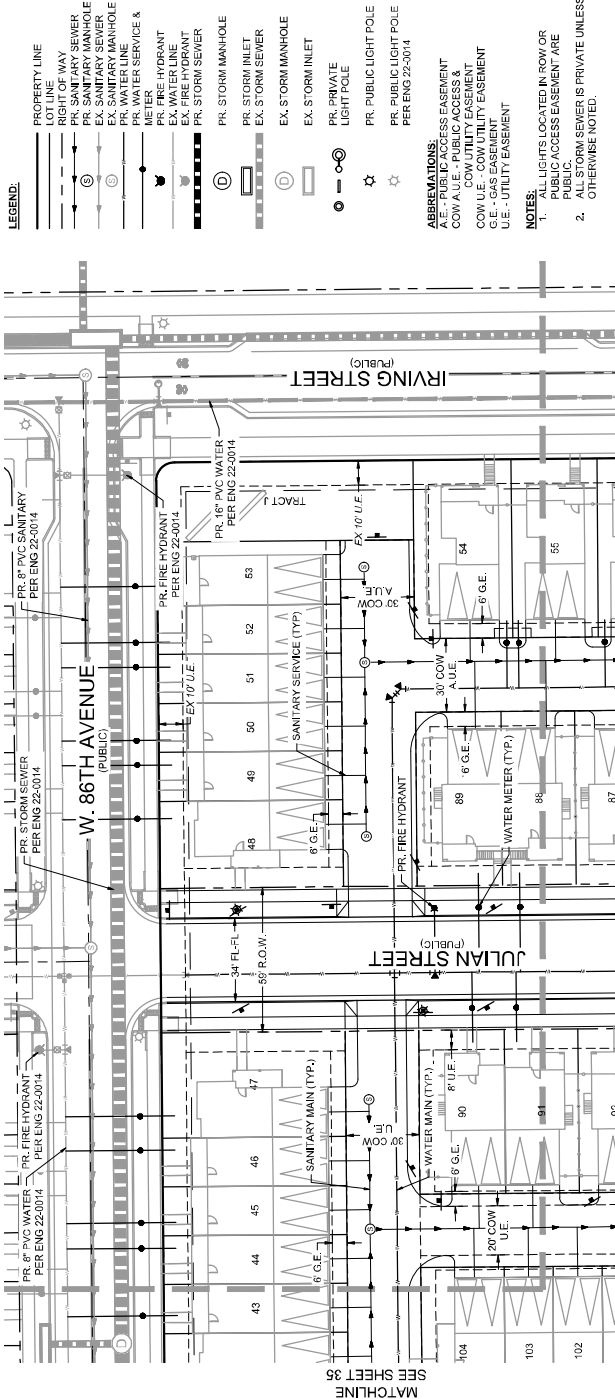 LEGEND:
PROPERTY LINE
LOT LINE
RIGHT OF WAY
PR. SANITARY SEWER
PR. SANITARY MANHOLE
EX. SANITARY SEWER
EX. SANITARY MANHOLE
PR. WATER LINE
PR. WATER SERVICE &
METER
PR. FIRE HYDRANT
EX. WATER LINE
EX. FIRE HYDRANT
PR. STORM SEWER
PR. STORM MANHOLE
PR. STORM INLET
EX. STORM SEWER
EX. STORM MANHOLE
EX. STORM INLET
PR. PRIVATE
LIGHT POLE
PR. PUBLIC LIGHT POLE
PR. PUBLIC LIGHT POLE
PER ENG 22-0014
ABBREVIATIONS:
A.E. - PUBLIC ACCESS EASEMENT
COW A.U.E. - PUBLIC ACCESS &
COW UTILITY EASEMENT
COW U.E. - COW UTILITY EASEMENT
G.E. - GAS EASEMENT
U.E. - UTILITY EASEMENT
NOTES:
1. ALL LIGHTS LOCATED IN ROW OR
PUBLIC ACCESS EASEMENT ARE
PUBLIC.
2. ALL STORM SEWER IS PRIVATE UNLESS
OTHERWISE NOTED.
PR. 8" PVC WATER
PER ENG 22-0014
PR. FIRE HYDRANT
PER ENG 22-0014
PR. STORM SEWER
PER ENG 22-0014
PR. 8" PVC SANITARY
PER ENG 22-0014
W. 86TH AVENUE
(PUBLIC)
PR. FIRE HYDRANT
PER ENG 22-0014
PR. 16" PVC WATER
PER ENG 22-0014
IRVING STREET
(PUBLIC)
EX 10' U.E.
TRACT J
EX 10' U.E.
43
44
45
46
47
48
49
50
51
52
53
34' FL-FL
59' R.O.W.
6' G.E.
SANITARY MAIN (TYP.)
6' G.E.
SANITARY SERVICE (TYP)
30' COW
A.U.E.
30' COW
U.E.
WATER MAIN (TYP.)
PR. FIRE HYDRANT
JULIAN STREET
(PUBLIC)
WATER METER (TYP.)
20' COW
U.E.
6' G.E.
8' U.E.
6' G.E.
30' COW
A.U.E.
6' G.E.
104
103
102
90
91
92
89
88
87
54
55
MATCHLINE
SEE SHEET 35